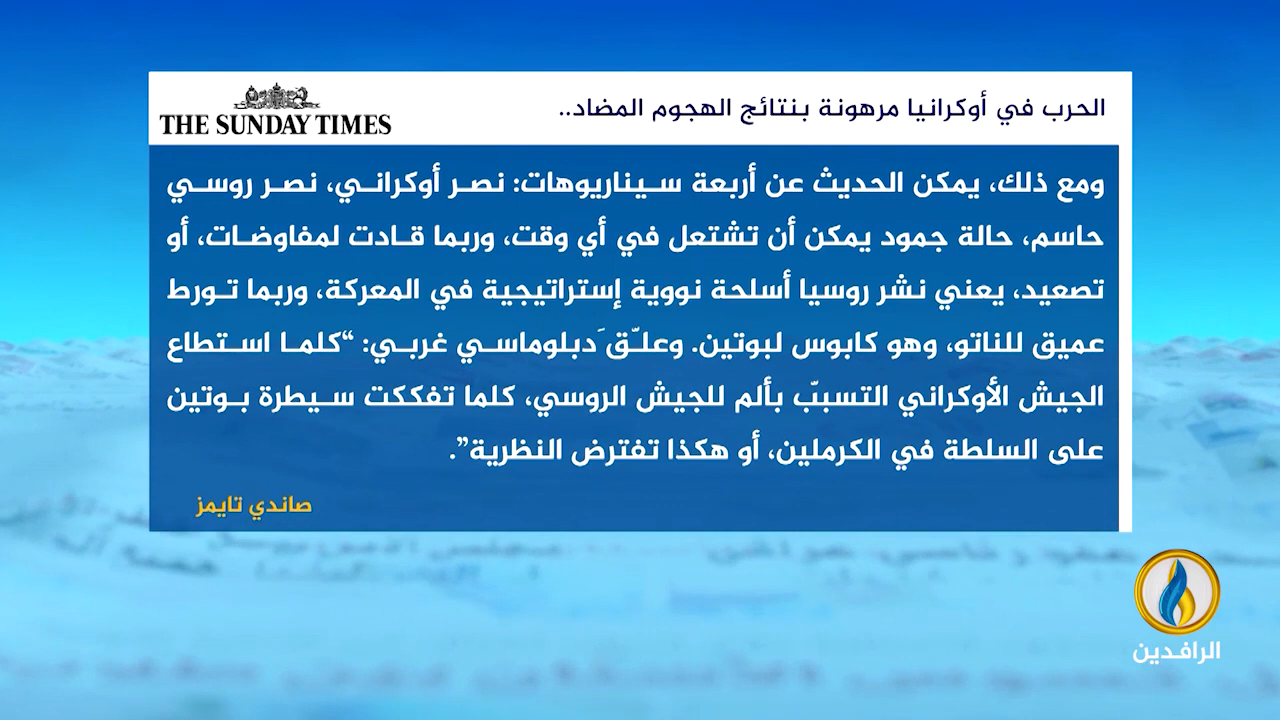 THE SUNDAY TIMES
الحرب في أوكرانيا مرهونة بنتائج الهجوم المضاد..
ومع ذلك، يمكن الحديث عن أربعة سيناريوهات: نصر أوكراني، نصر روسي
حاسم، حالة جمود يمكن أن تشتعل في أي وقت، وربما قادت لمفاوضات، أو
تصعيد، يعني نشر روسيا أسلحة نووية إستراتيجية في المعركة، وربما تورط
عميق للناتو، وهو كابوس لبوتين. وعلّقَ دبلوماسي غربي: “كلما استطاع
الجيش الأوكراني التسببّ بألم للجيش الروسي، كلما تفككت سيطرة بوتين
على السلطة في الكرملين، أو هكذا تفترض النظرية”.
صاندي تايمز
الرافدين